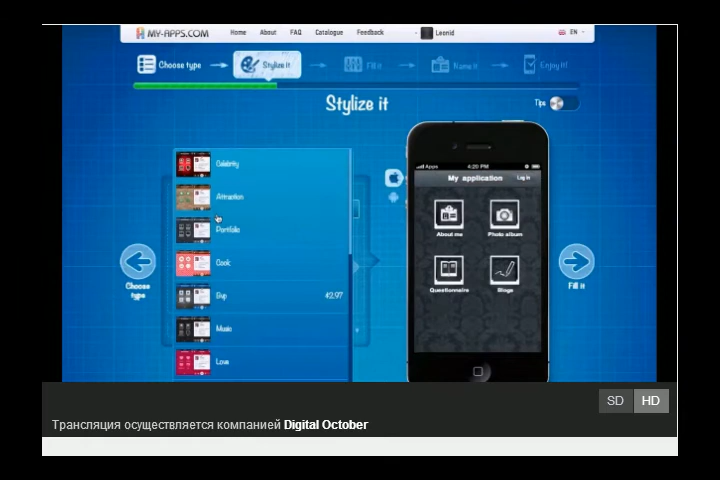 MY-APPS.COM Home About FAQ Catalogue Feedback Leonid EN
Choose type Stylize it Fill it Name it Enjoy it!
Stylize it
Tips
Celebrity
Attraction
Portfolio
Cook
Gup €2.97
Music
Love
Choose type
Fill it
Apps 4:20 PM
My application Log in
About me Photo album
Questionnaire Blogs
SD HD
Трансляция осуществляется компанией Digital October